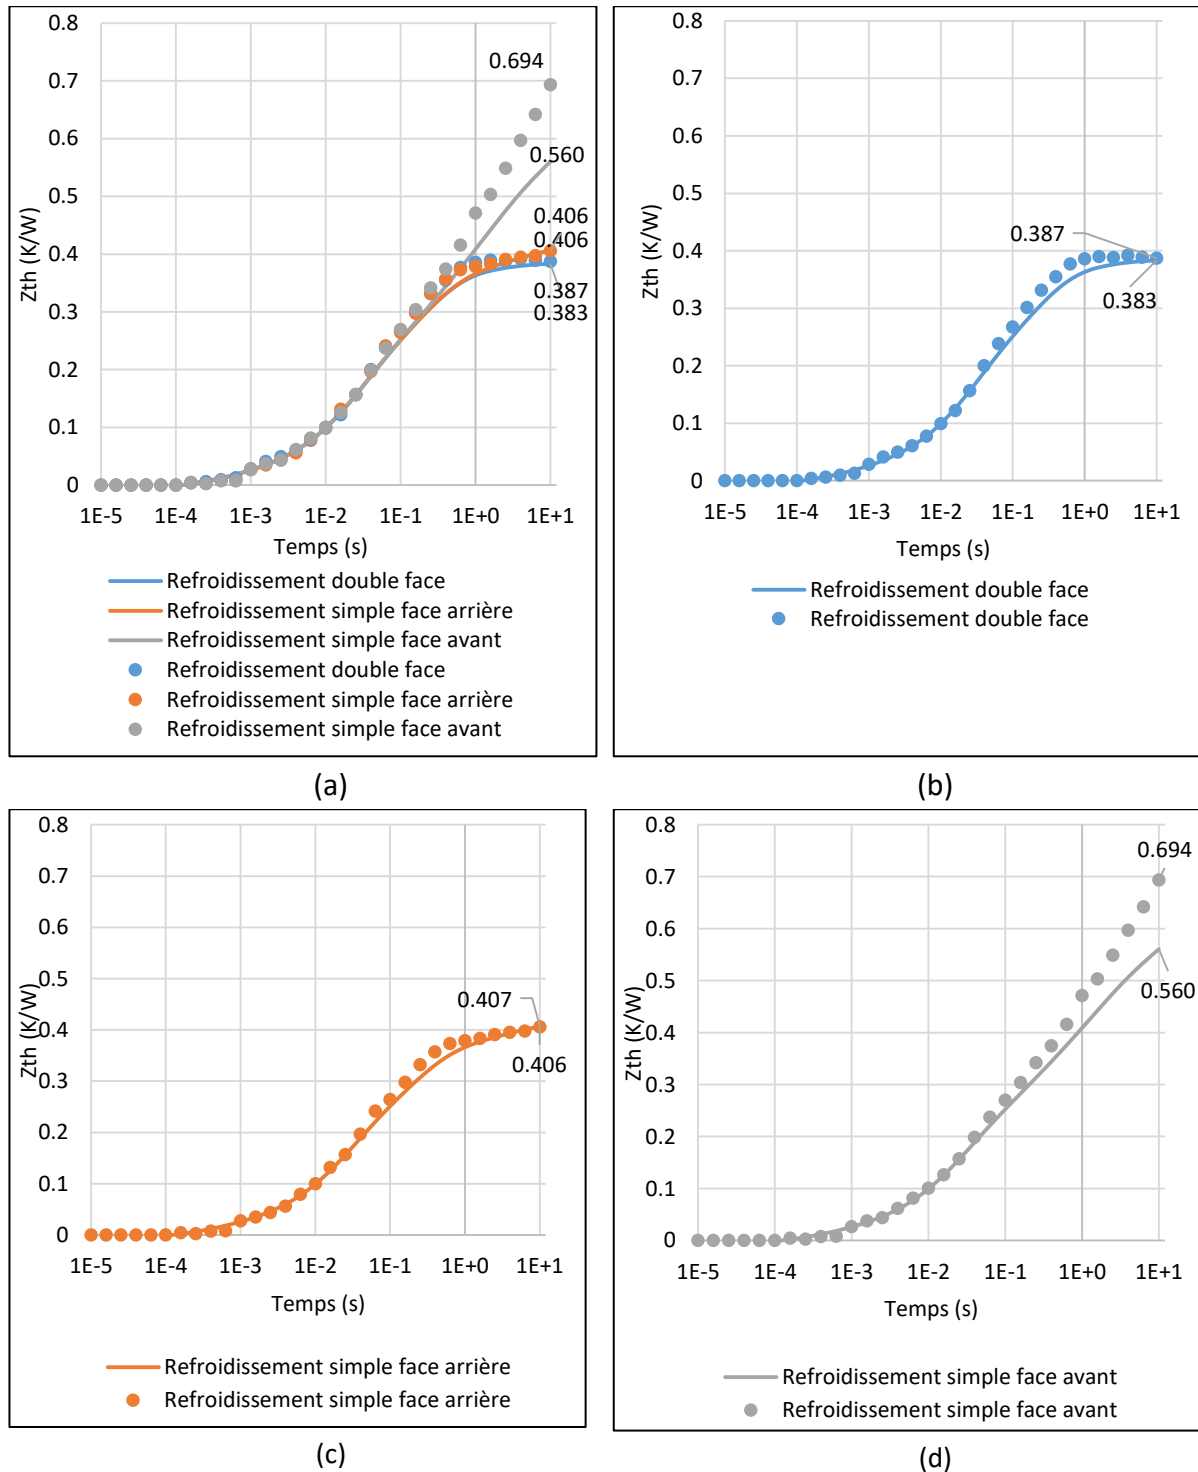 0.8
0.7
0.6
0.5
0.4
0.3
0.2
0.1
0
Zth (K/W)
0.694
0.560
0.406
0.406
0.387
0.383
1E-5 1E-4 1E-3 1E-2 1E-1 1E+0 1E+1
Temps (s)
Refroidissement double face
Refroidissement simple face arrière
Refroidissement simple face avant
Refroidissement double face
Refroidissement simple face arrière
Refroidissement simple face avant
(a)
0.8
0.7
0.6
0.5
0.4
0.3
0.2
0.1
0
Zth (K/W)
0.387
0.383
1E-5 1E-4 1E-3 1E-2 1E-1 1E+0 1E+1
Temps (s)
Refroidissement double face
Refroidissement double face
(b)
0.8
0.7
0.6
0.5
0.4
0.3
0.2
0.1
0
Zth (K/W)
0.407
0.406
1E-5 1E-4 1E-3 1E-2 1E-1 1E+0 1E+1
Temps (s)
Refroidissement simple face arrière
Refroidissement simple face arrière
(c)
0.8
0.7
0.6
0.5
0.4
0.3
0.2
0.1
0
Zth (K/W)
0.694
0.560
1E-5 1E-4 1E-3 1E-2 1E-1 1E+0 1E+1
Temps (s)
Refroidissement simple face avant
Refroidissement simple face avant
(d)